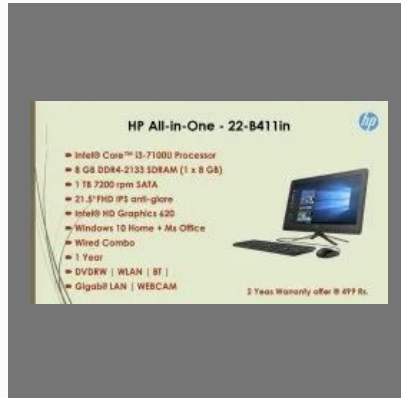 HP All-in-One - 22-B411in
hp
Intel® Core™ i3-7100U Processor
8 GB DDR4-2133 SDRAM (1 x 8 GB)
1 TB 7200 rpm SATA
21.5" FHD IPS anti-glare
Intel® HD Graphics 620
Windows 10 Home + Ms Office
Wired Combo
1 Year
DVDRW | WLAN | BT |
Gigabit LAN | WEBCAM
2 Yeas Warranty offer @ 499 Rs.